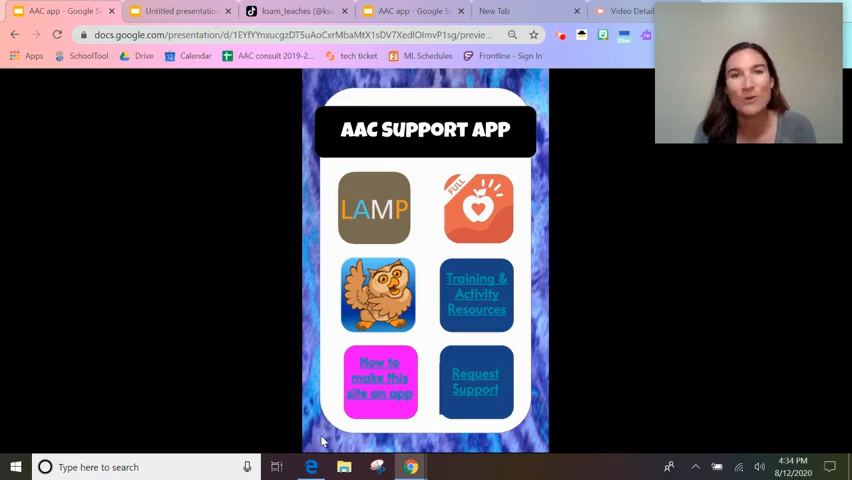 AAC app - Google Sl
Untitled presentation
ksam_teaches (@ks
AAC app - Google Sl
New Tab
Video Detail
docs.google.com/presentation/d/1EYfYYnxucgzDT5uAoCxrMbaMtX1sDV7XedlOImvP1sg/previe...
Apps
SchoolTool
Drive
Calendar
AAC consult 2019-2...
tech ticket
ML Schedules
Frontline - Sign In
AAC SUPPORT APP
LAMP
FULL
Training &
Activity
Resources
How to
make this
site an app
Request
Support
Type here to search
4:34 PM
8/12/2020